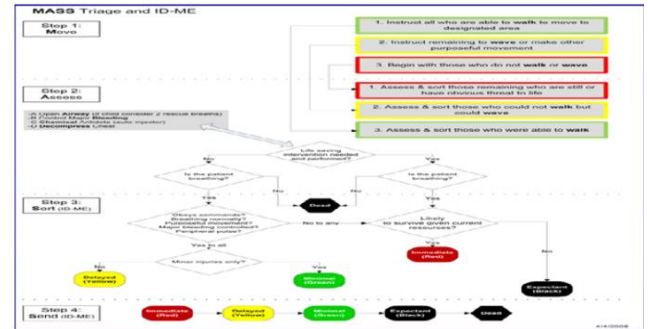 MASS Triage and ID-ME
Step 1:
Move
1. Instruct all who are able to walk to move to
designated area
2. Instruct remaining to wave or make other
purposeful movement
3. Begin with those who do not walk or wave
Step 2:
Assess
1. Assess & sort those remaining who are still or
have obvious threat to life
2. Assess & sort those who could not walk but
could wave
3. Assess & sort those who were able to walk
-A Open Airway (if child consider 2 rescue breaths)
-B Control Major Bleeding
-C Chemical Antidote (auto injector)
-D Decompress Chest
Life saving
intervention needed
and performed?
No
Yes
Is the patient
breathing?
Is the patient
breathing?
No
No
Dead
Yes
Yes
Step 3:
Sort (ID-ME)
Obeys commands?
Breathing normally?
Purposeful movement?
Major bleeding controlled?
Peripheral pulse?
No to any
Likely
to survive given current
resourses?
Yes to all
Yes
No
Minor injuries only?
Immediate
(Red)
No
Yes
Delayed
(Yellow)
Minimal
(Green)
Expectant
(Black)
Step 4:
Send (ID-ME)
Immediate
(Red)
Delayed
(Yellow)
Minimal
(Green)
Expectant
(Black)
Dead
4/4/2008